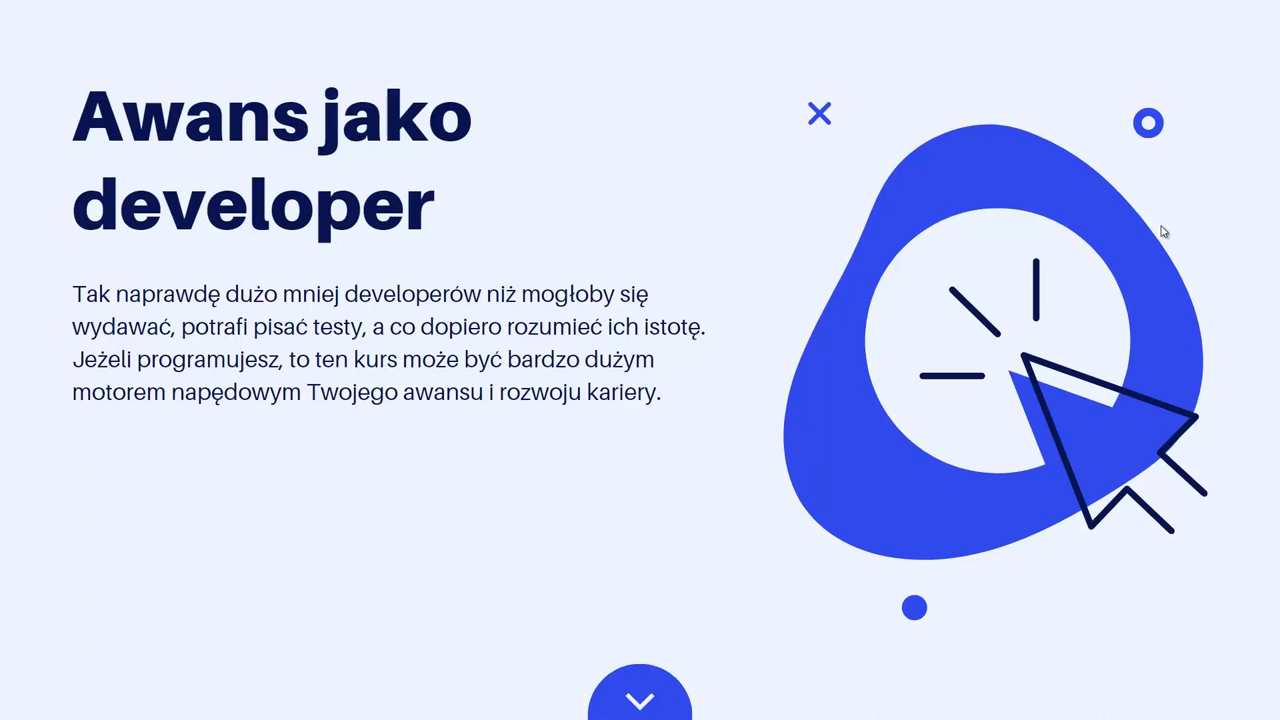 Awans jako
developer
Tak naprawdę dużo mniej developerów niż mogłoby się
wydawać, potrafi pisać testy, a co dopiero rozumieć ich istotę.
Jeżeli programujesz, to ten kurs może być bardzo dużym
motorem napędowym Twojego awansu i rozwoju kariery.